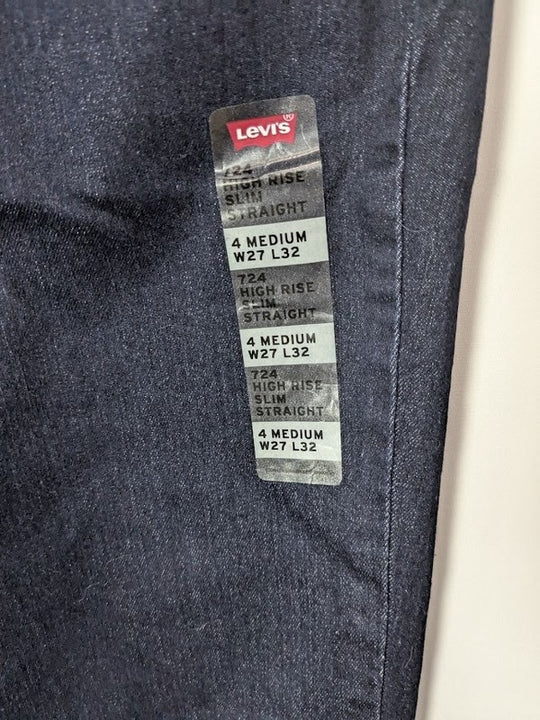 Levi's®
724
HIGH RISE
SLIM
STRAIGHT
4 MEDIUM
W27 L32
724
HIGH RISE
SLIM
STRAIGHT
4 MEDIUM
W27 L32
724
HIGH RISE
SLIM
STRAIGHT
4 MEDIUM
W27 L32